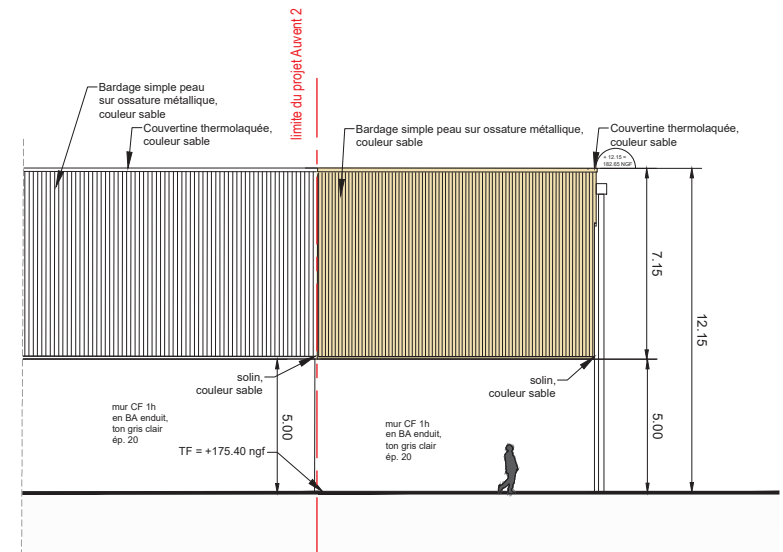 limite du projet Auvent 2
Bardage simple peau
sur ossature métallique,
couleur sable
Couvertine thermolaquée,
couleur sable
Bardage simple peau sur ossature métallique,
couleur sable
Couvertine thermolaquée,
couleur sable
+ 12.15 =
182.65 NGF
7.15
12.15
solin,
couleur sable
solin,
couleur sable
mur CF 1h
en BA enduit,
ton gris clair
ép. 20
5.00
mur CF 1h
en BA enduit,
ton gris clair
ép. 20
5.00
TF = +175.40 ngf